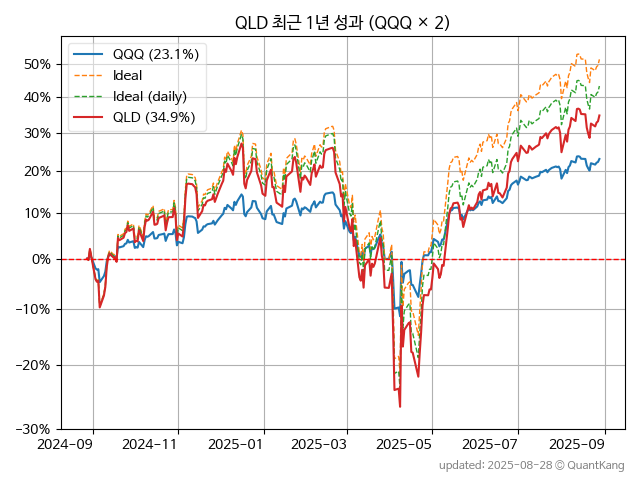 QLD 최근 1년 성과 (QQQ × 2)
QQQ (23.1%)
Ideal
Ideal (daily)
QLD (34.9%)
50%
40%
30%
20%
10%
0%
−10%
−20%
−30%
2024-09 2024-11 2025-01 2025-03 2025-05 2025-07 2025-09
updated: 2025-08-28 © QuantKang